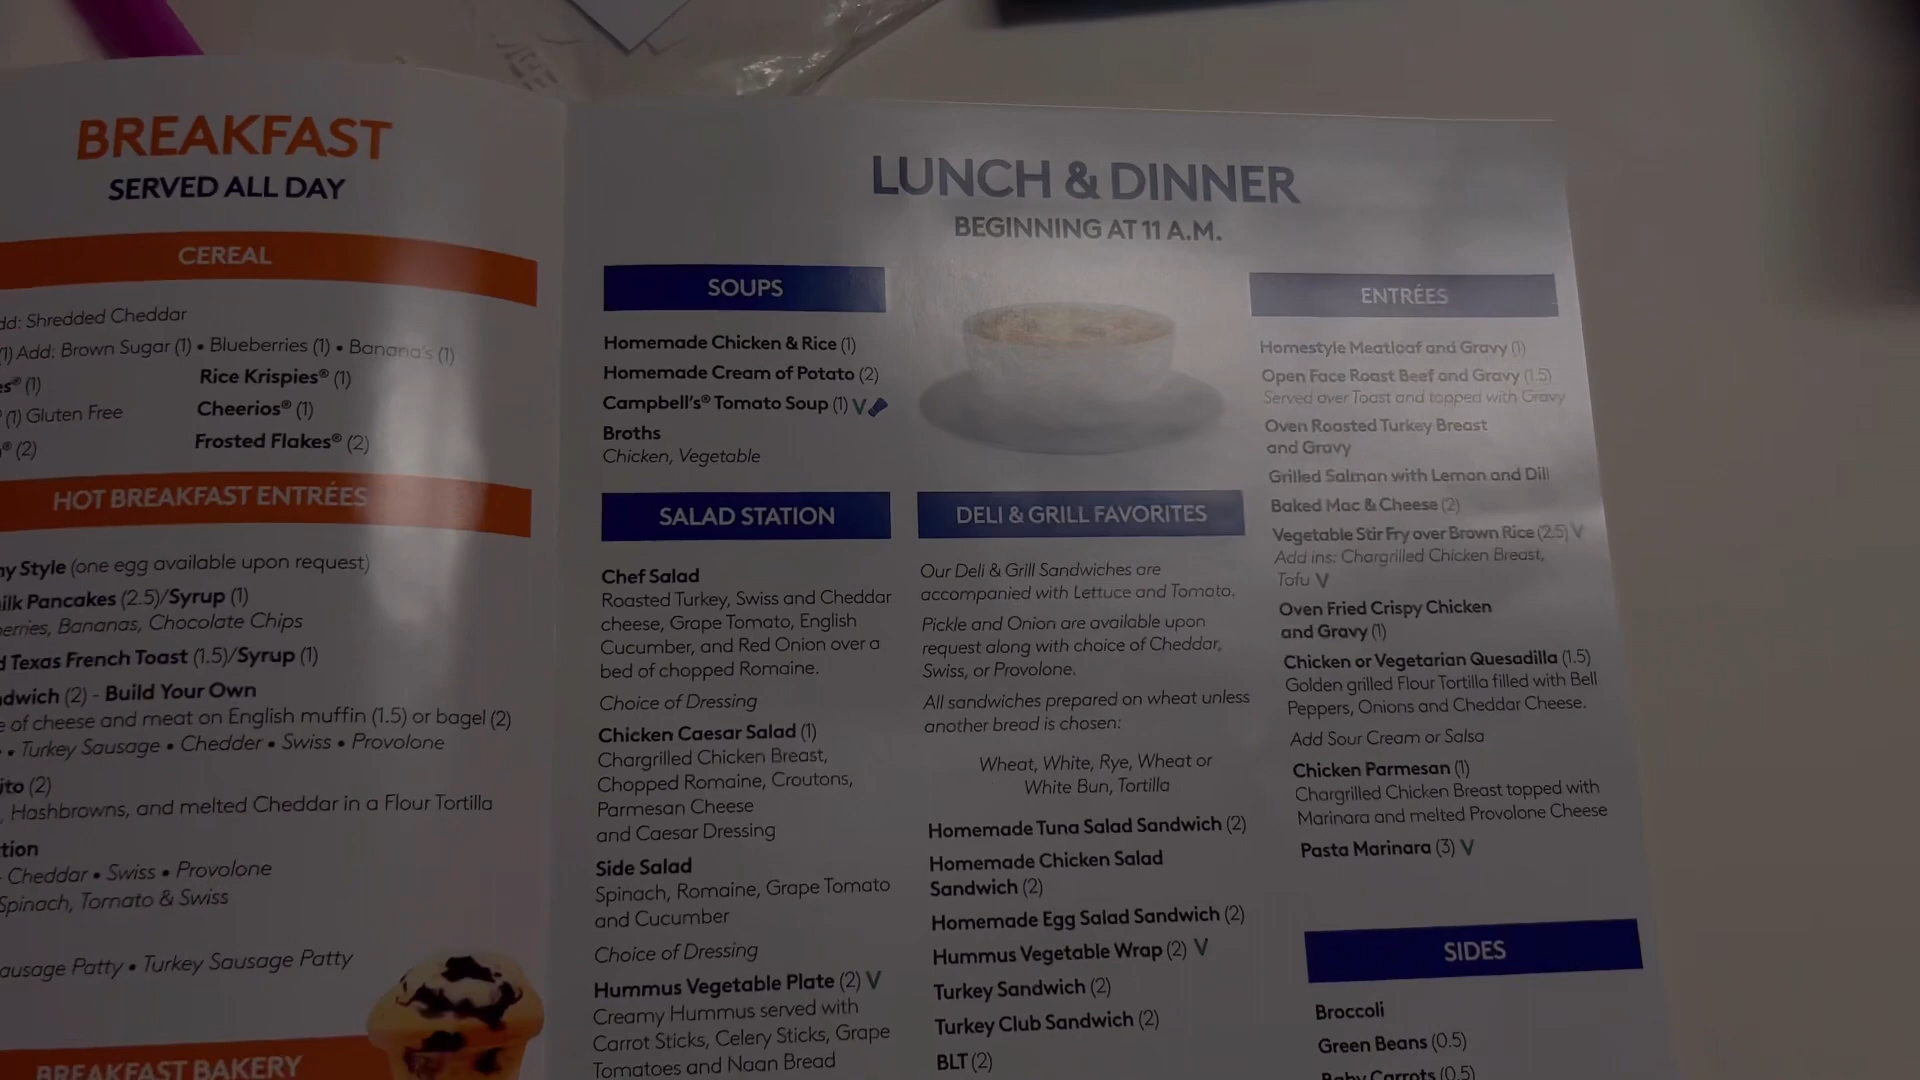 BREAKFAST
SERVED ALL DAY
CEREAL
dd: Shredded Cheddar
(1) Add: Brown Sugar (1) • Blueberries (1) • Banana's (1)
es® (1)
Rice Krispies® (1)
(1) Gluten Free
Cheerios® (1)
® (2)
Frosted Flakes® (2)
HOT BREAKFAST ENTRÉES
ny Style (one egg available upon request)
ilk Pancakes (2.5)/Syrup (1)
erries, Bananas, Chocolate Chips
d Texas French Toast (1.5)/Syrup (1)
ndwich (2) - Build Your Own
e of cheese and meat on English muffin (1.5) or bagel (2)
• Turkey Sausage • Chedder • Swiss • Provolone
ito (2)
, Hashbrowns, and melted Cheddar in a Flour Tortilla
tion
Cheddar • Swiss • Provolone
Spinach, Tomato & Swiss
ausage Patty • Turkey Sausage Patty
BREAKFAST BAKERY
LUNCH & DINNER
BEGINNING AT 11 A.M.
SOUPS
Homemade Chicken & Rice (1)
Homemade Cream of Potato (2)
Campbell's® Tomato Soup (1) V
Broths
Chicken, Vegetable
SALAD STATION
Chef Salad
Roasted Turkey, Swiss and Cheddar
cheese, Grape Tomato, English
Cucumber, and Red Onion over a
bed of chopped Romaine.
Choice of Dressing
Chicken Caesar Salad (1)
Chargrilled Chicken Breast,
Chopped Romaine, Croutons,
Parmesan Cheese
and Caesar Dressing
Side Salad
Spinach, Romaine, Grape Tomato
and Cucumber
Choice of Dressing
Hummus Vegetable Plate (2) V
Creamy Hummus served with
Carrot Sticks, Celery Sticks, Grape
Tomatoes and Naan Bread
DELI & GRILL FAVORITES
Our Deli & Grill Sandwiches are
accompanied with Lettuce and Tomato.
Pickle and Onion are available upon
request along with choice of Cheddar,
Swiss, or Provolone.
All sandwiches prepared on wheat unless
another bread is chosen:
Wheat, White, Rye, Wheat or
White Bun, Tortilla
Homemade Tuna Salad Sandwich (2)
Homemade Chicken Salad
Sandwich (2)
Homemade Egg Salad Sandwich (2)
Hummus Vegetable Wrap (2) V
Turkey Sandwich (2)
Turkey Club Sandwich (2)
BLT (2)
ENTRÉES
Homestyle Meatloaf and Gravy (1)
Open Face Roast Beef and Gravy (1.5)
Served over Toast and topped with Gravy
Oven Roasted Turkey Breast
and Gravy
Grilled Salmon with Lemon and Dill
Baked Mac & Cheese (2)
Vegetable Stir Fry over Brown Rice (2.5) V
Add ins: Chargrilled Chicken Breast,
Tofu V
Oven Fried Crispy Chicken
and Gravy (1)
Chicken or Vegetarian Quesadilla (1.5)
Golden grilled Flour Tortilla filled with Bell
Peppers, Onions and Cheddar Cheese.
Add Sour Cream or Salsa
Chicken Parmesan (1)
Chargrilled Chicken Breast topped with
Marinara and melted Provolone Cheese
Pasta Marinara (3) V
SIDES
Broccoli
Green Beans (0.5)
Baby Carrots (0.5)